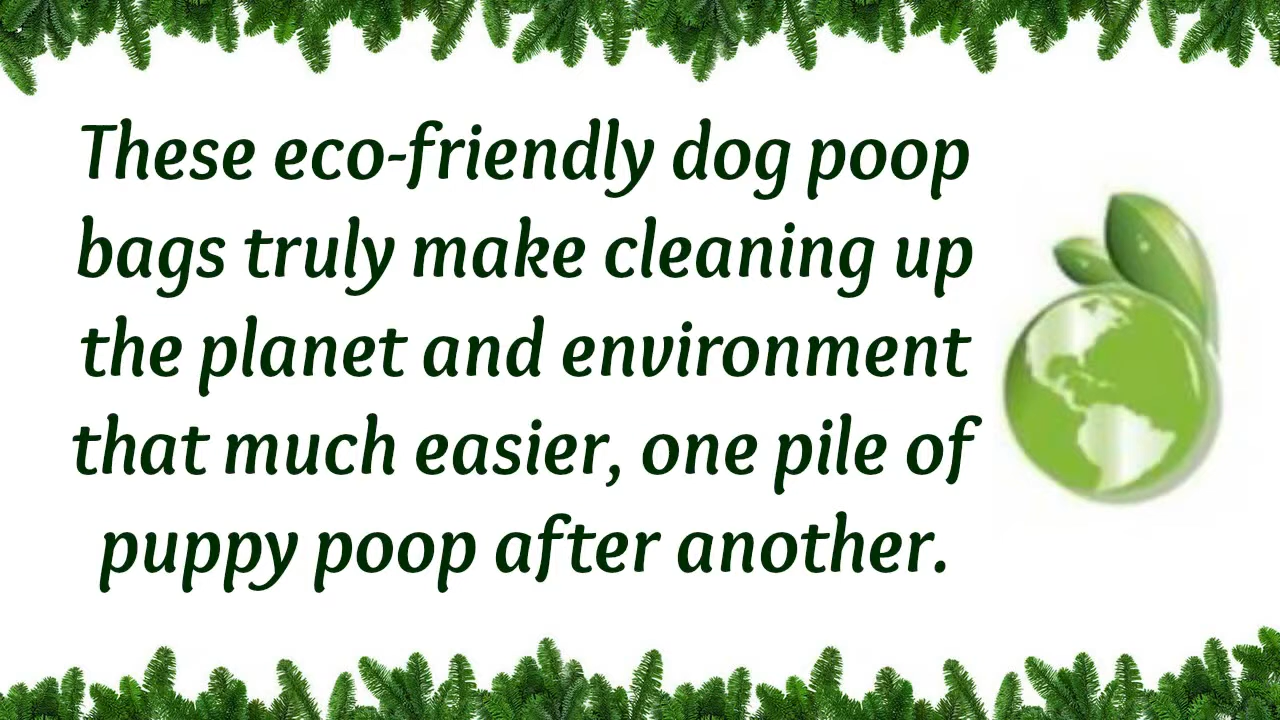 These eco-friendly dog poop
bags truly make cleaning up
the planet and environment
that much easier, one pile of
puppy poop after another.